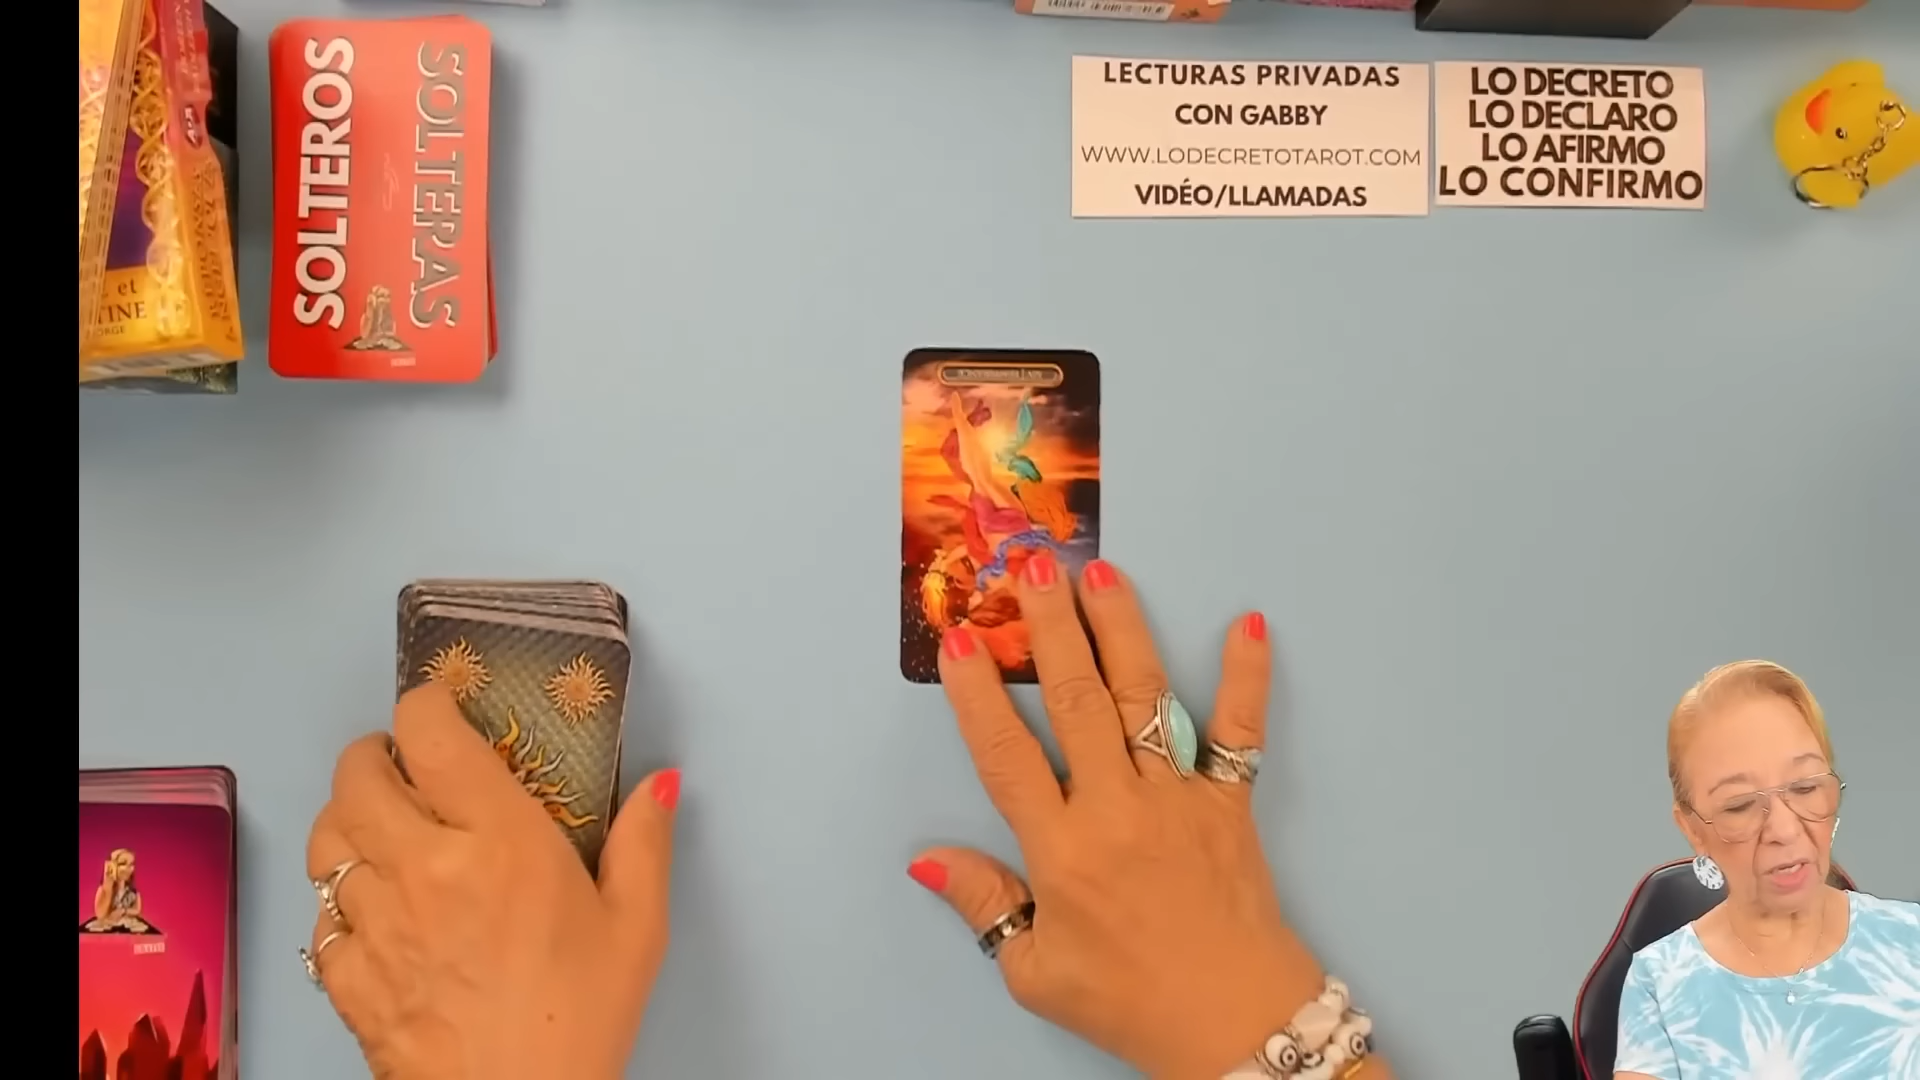 SOLTEROS
SOLTERAS
LECTURAS PRIVADAS
CON GABBY
WWW.LODECRETOTAROT.COM
VIDÉO/LLAMADAS
LO DECRETO
LO DECLARO
LO AFIRMO
LO CONFIRMO
et